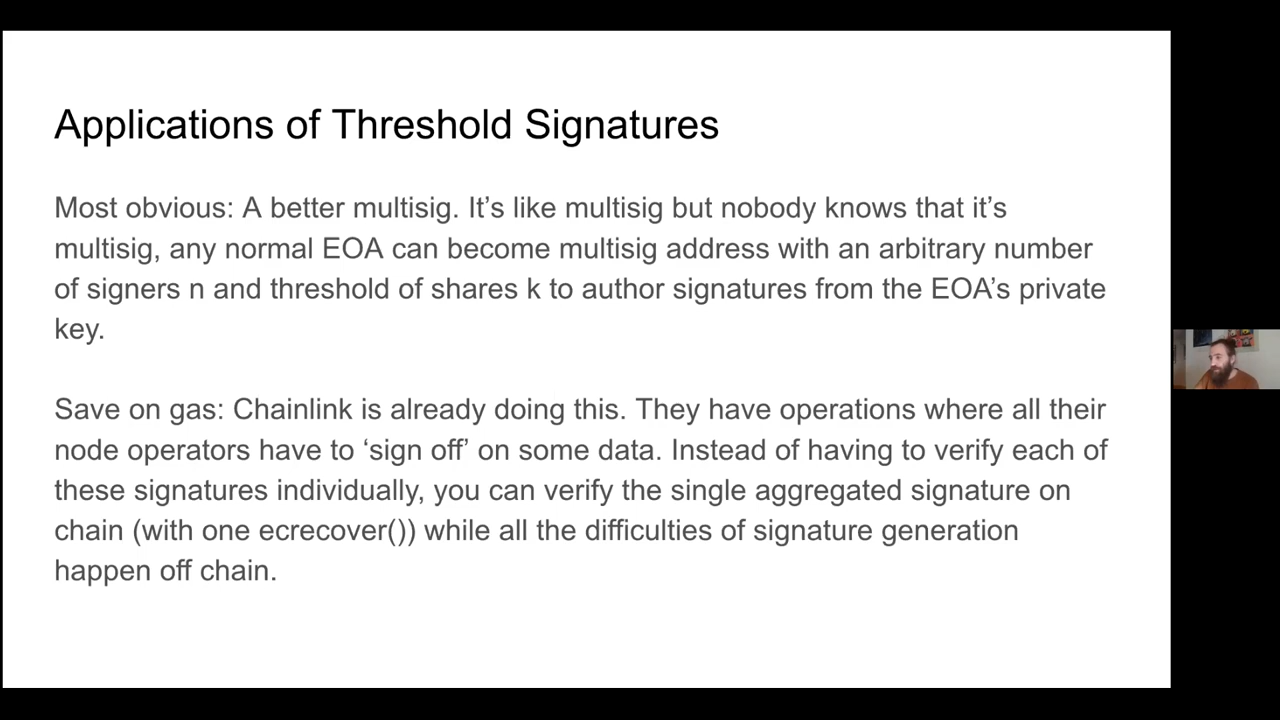 Applications of Threshold Signatures
Most obvious: A better multisig. It’s like multisig but nobody knows that it’s
multisig, any normal EOA can become multisig address with an arbitrary number
of signers n and threshold of shares k to author signatures from the EOA’s private
key.
Save on gas: Chainlink is already doing this. They have operations where all their
node operators have to ‘sign off’ on some data. Instead of having to verify each of
these signatures individually, you can verify the single aggregated signature on
chain (with one ecrecover()) while all the difficulties of signature generation
happen off chain.